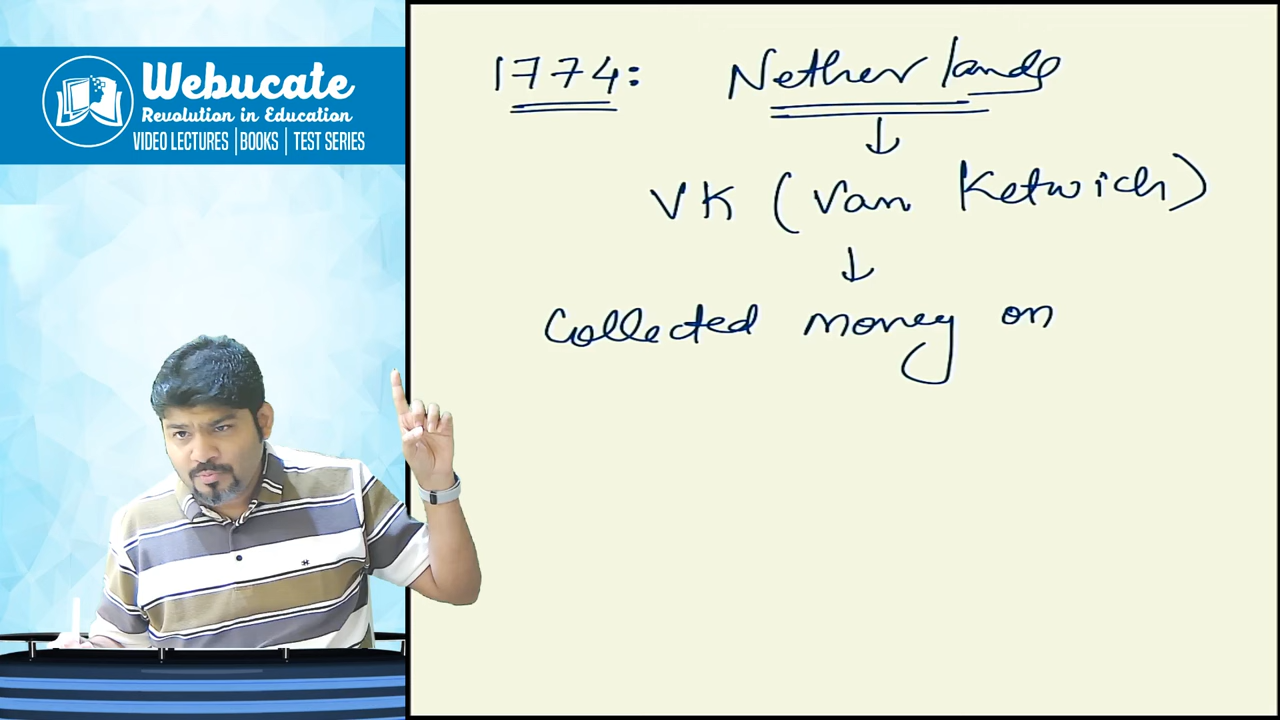 Webucate
Revolution in Education
VIDEO LECTURES | BOOKS | TEST SERIES
1774: Netherlands
↓
VK (Van Ketwich)
↓
Collected money on